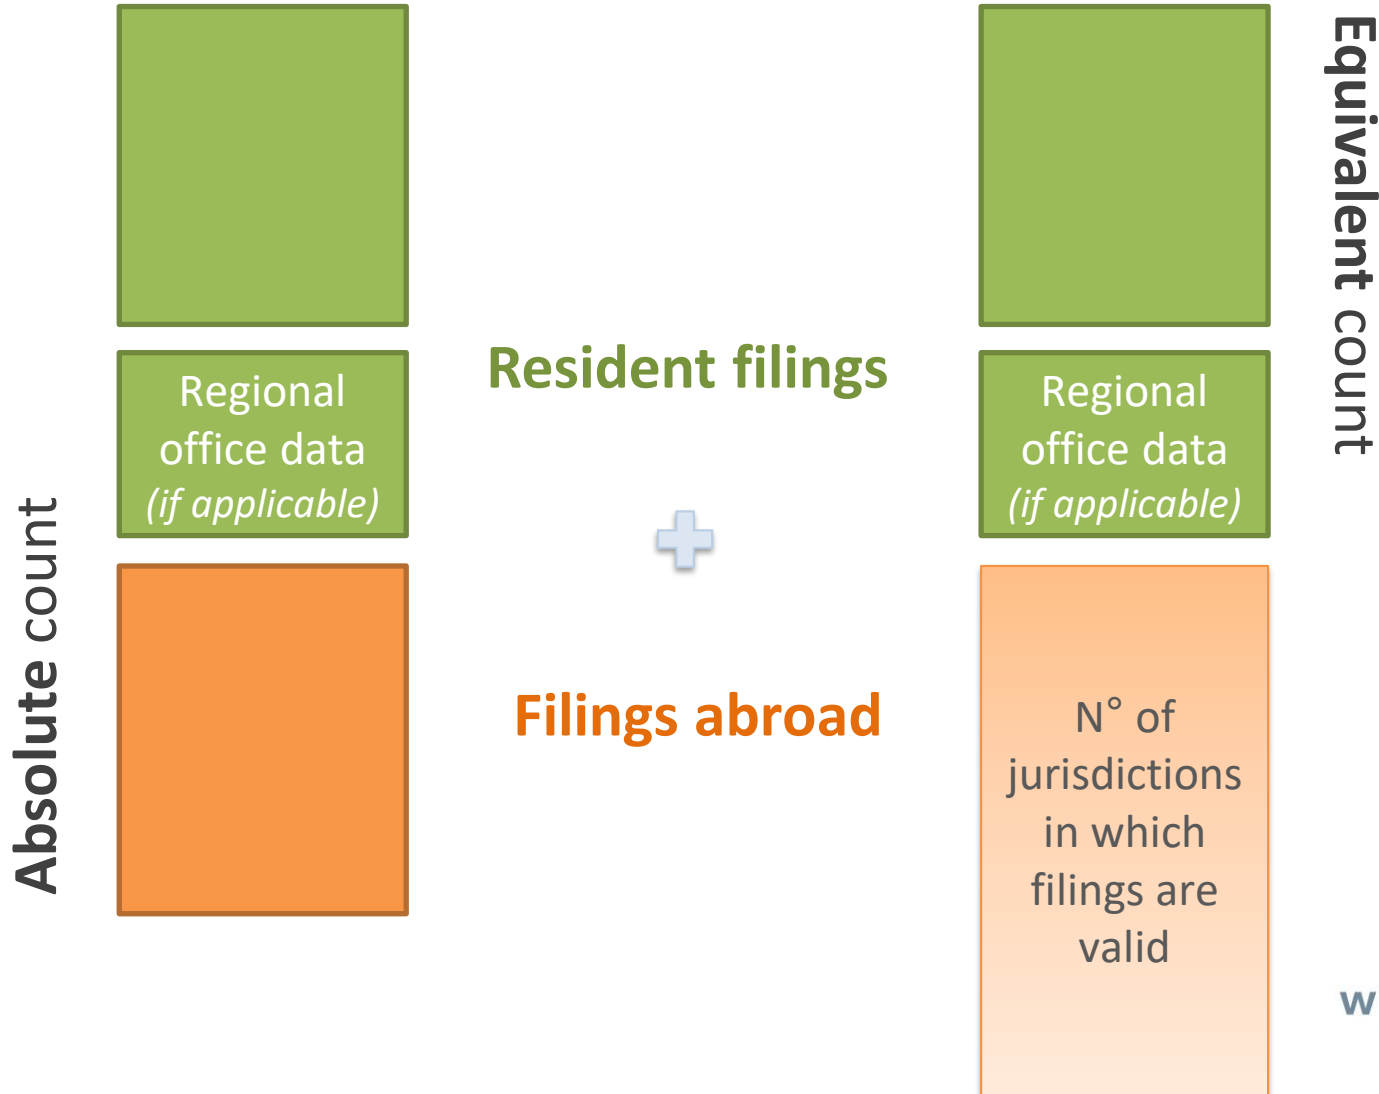 Absolute count
Regional
office data
(if applicable)
Resident filings
Filings abroad
Regional
office data
(if applicable)
N° of
jurisdictions
in which
filings are
valid
Equivalent count
W